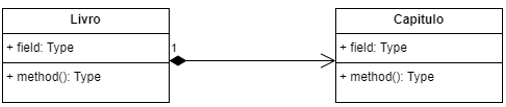 Livro
+ field: Type
+ method(): Type
1
Capitulo
+ field: Type
+ method(): Type